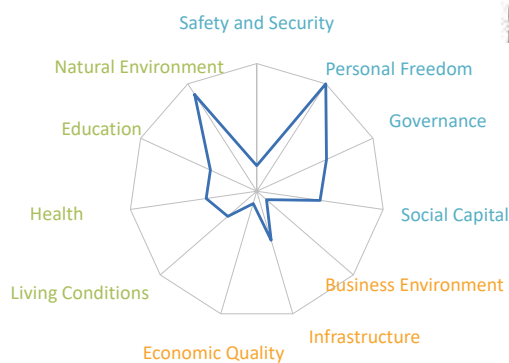 Safety and Security
Natural Environment
Personal Freedom
Education
Governance
Health
Social Capital
Living Conditions
Business Environment
Infrastructure
Economic Quality